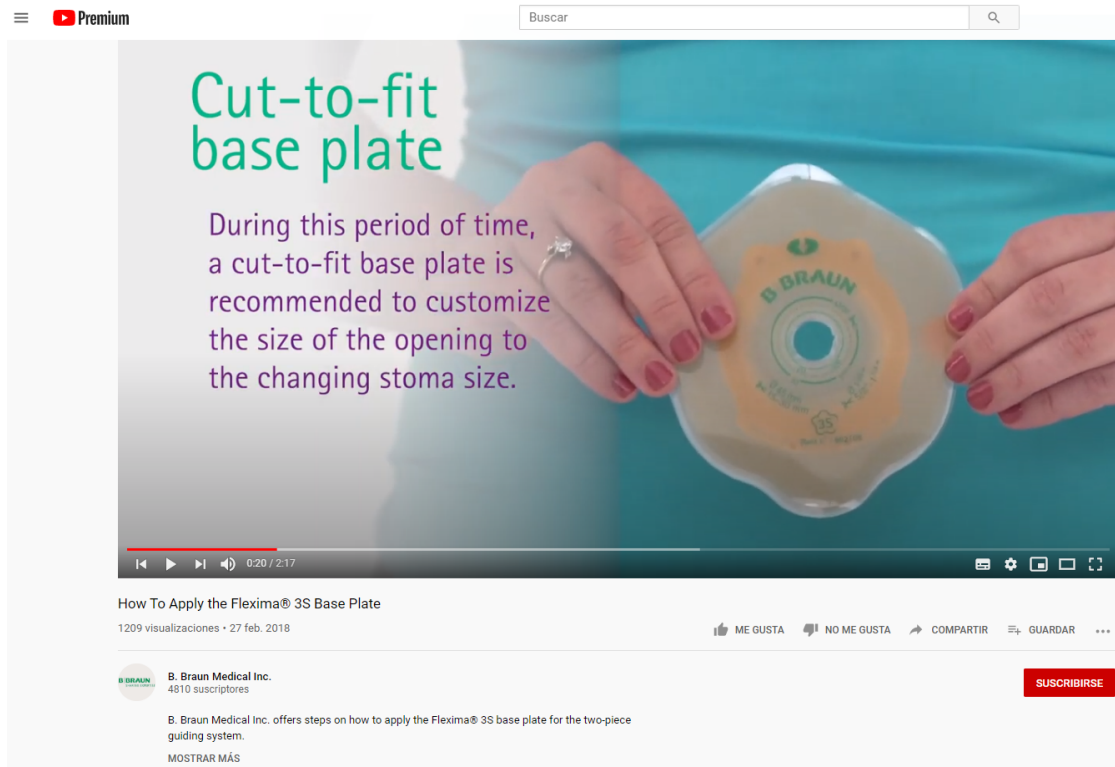 Premium
Buscar
Cut-to-fit
base plate
During this period of time,
a cut-to-fit base plate is
recommended to customize
the size of the opening to
the changing stoma size.
B BRAUN
3S
0:20 / 2:17
How To Apply the Flexima® 3S Base Plate
1209 visualizaciones • 27 feb. 2018
ME GUSTA
NO ME GUSTA
COMPARTIR
GUARDAR
B BRAUN
B. Braun Medical Inc.
4810 suscriptores
SUSCRIBIRSE
B. Braun Medical Inc. offers steps on how to apply the Flexima® 3S base plate for the two-piece
guiding system.
MOSTRAR MÁS